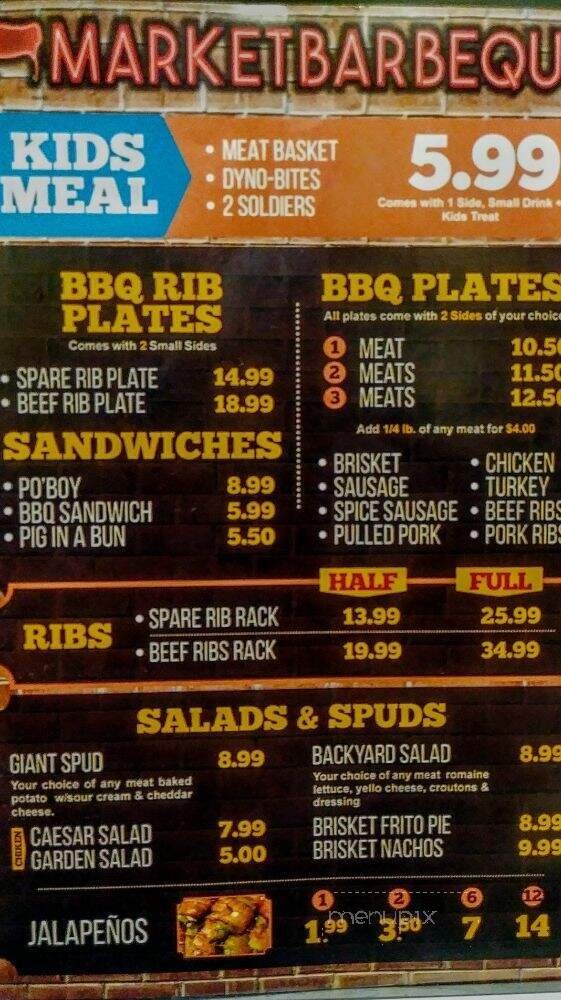 MARKETBARBEQU
KIDS MEAL
• MEAT BASKET
• DYNO-BITES
• 2 SOLDIERS
5.99
Comes with 1 Side, Small Drink •
Kids Treat
BBQ RIB
PLATES
Comes with 2 Small Sides
• SPARE RIB PLATE 14.99
• BEEF RIB PLATE 18.99
SANDWICHES
• PO'BOY 8.99
• BBQ SANDWICH 5.99
• PIG IN A BUN 5.50
BBQ PLATES
All plates come with 2 Sides of your choice
1 MEAT 10.50
2 MEATS 11.50
3 MEATS 12.50
Add 1/4 lb. of any meat for $4.00
• BRISKET
• SAUSAGE
• SPICE SAUSAGE
• PULLED PORK
• CHICKEN
• TURKEY
• BEEF RIBS
• PORK RIBS
HALF FULL
RIBS
• SPARE RIB RACK 13.99 25.99
• BEEF RIBS RACK 19.99 34.99
SALADS & SPUDS
GIANT SPUD 8.99
Your choice of any meat baked
potato w/sour cream & cheddar
cheese.
CHIKEN
CAESAR SALAD 7.99
GARDEN SALAD 5.00
BACKYARD SALAD 8.99
Your choice of any meat romaine
lettuce, yello cheese, croutons &
dressing
BRISKET FRITO PIE 8.99
BRISKET NACHOS 9.99
JALAPEÑOS
1 2 6 12
1.99 3.50 7 14
menupix